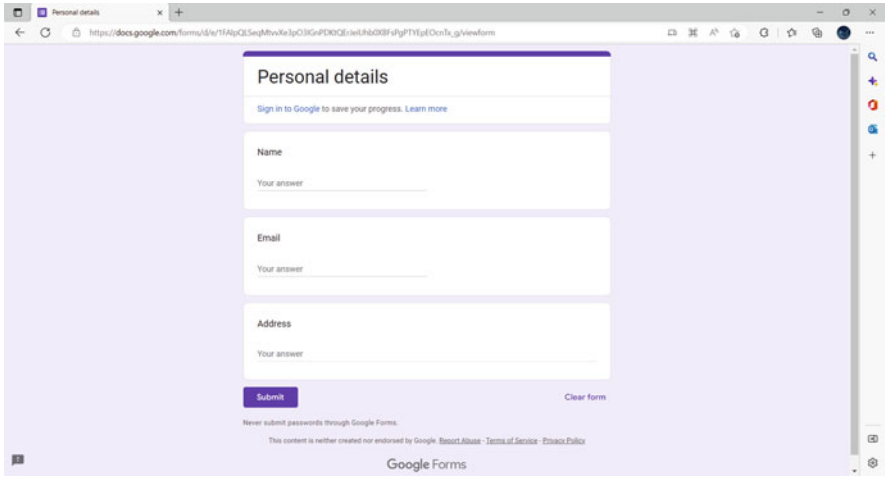 Personal details
https://docs.google.com/forms/d/e/
Personal details
Sign in to Google to save your progress. Learn more
Name
Your answer
Email
Your answer
Address
Your answer
Submit
Clear form
Never submit passwords through Google Forms.
This content is neither created nor endorsed by Google. Report Abuse - Terms of Service - Privacy Policy
Google Forms